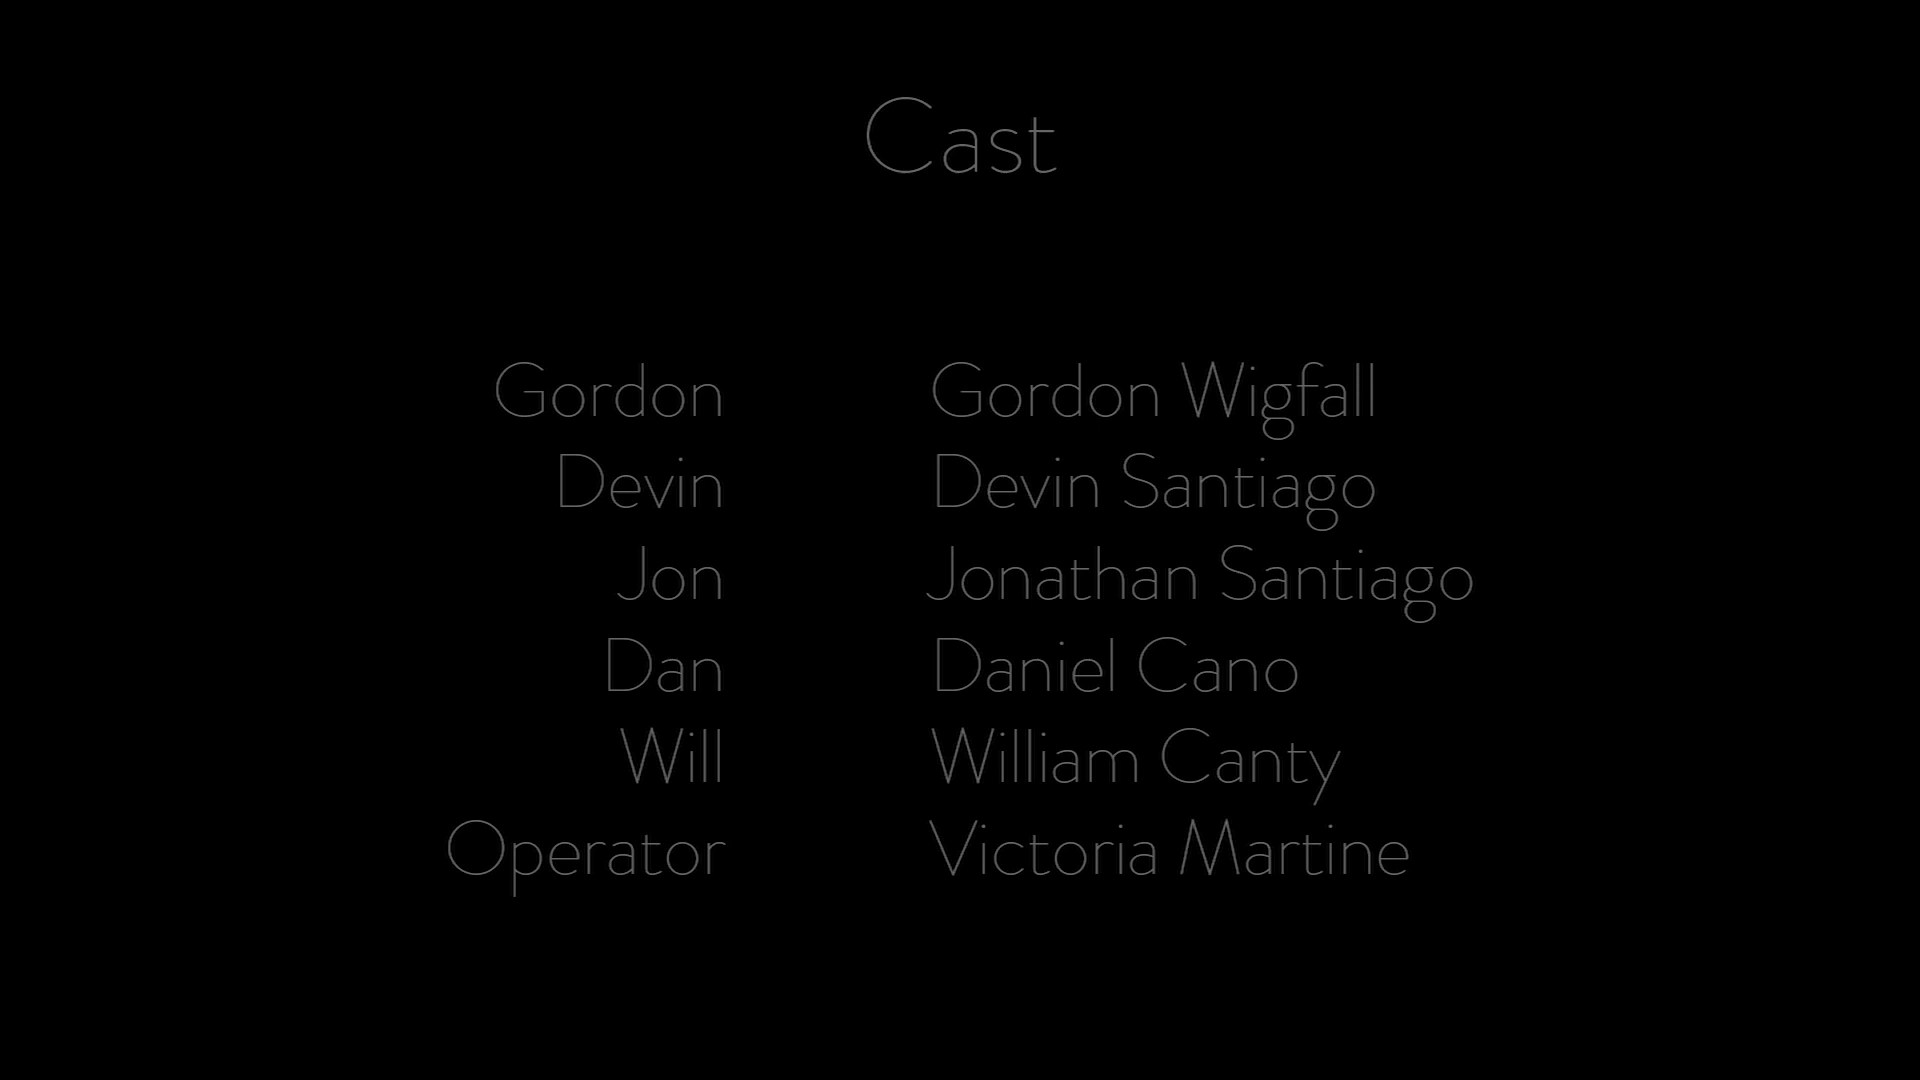 Cast
Gordon Gordon Wigfall
Devin Devin Santiago
Jon Jonathan Santiago
Dan Daniel Cano
Will William Canty
Operator Victoria Martine